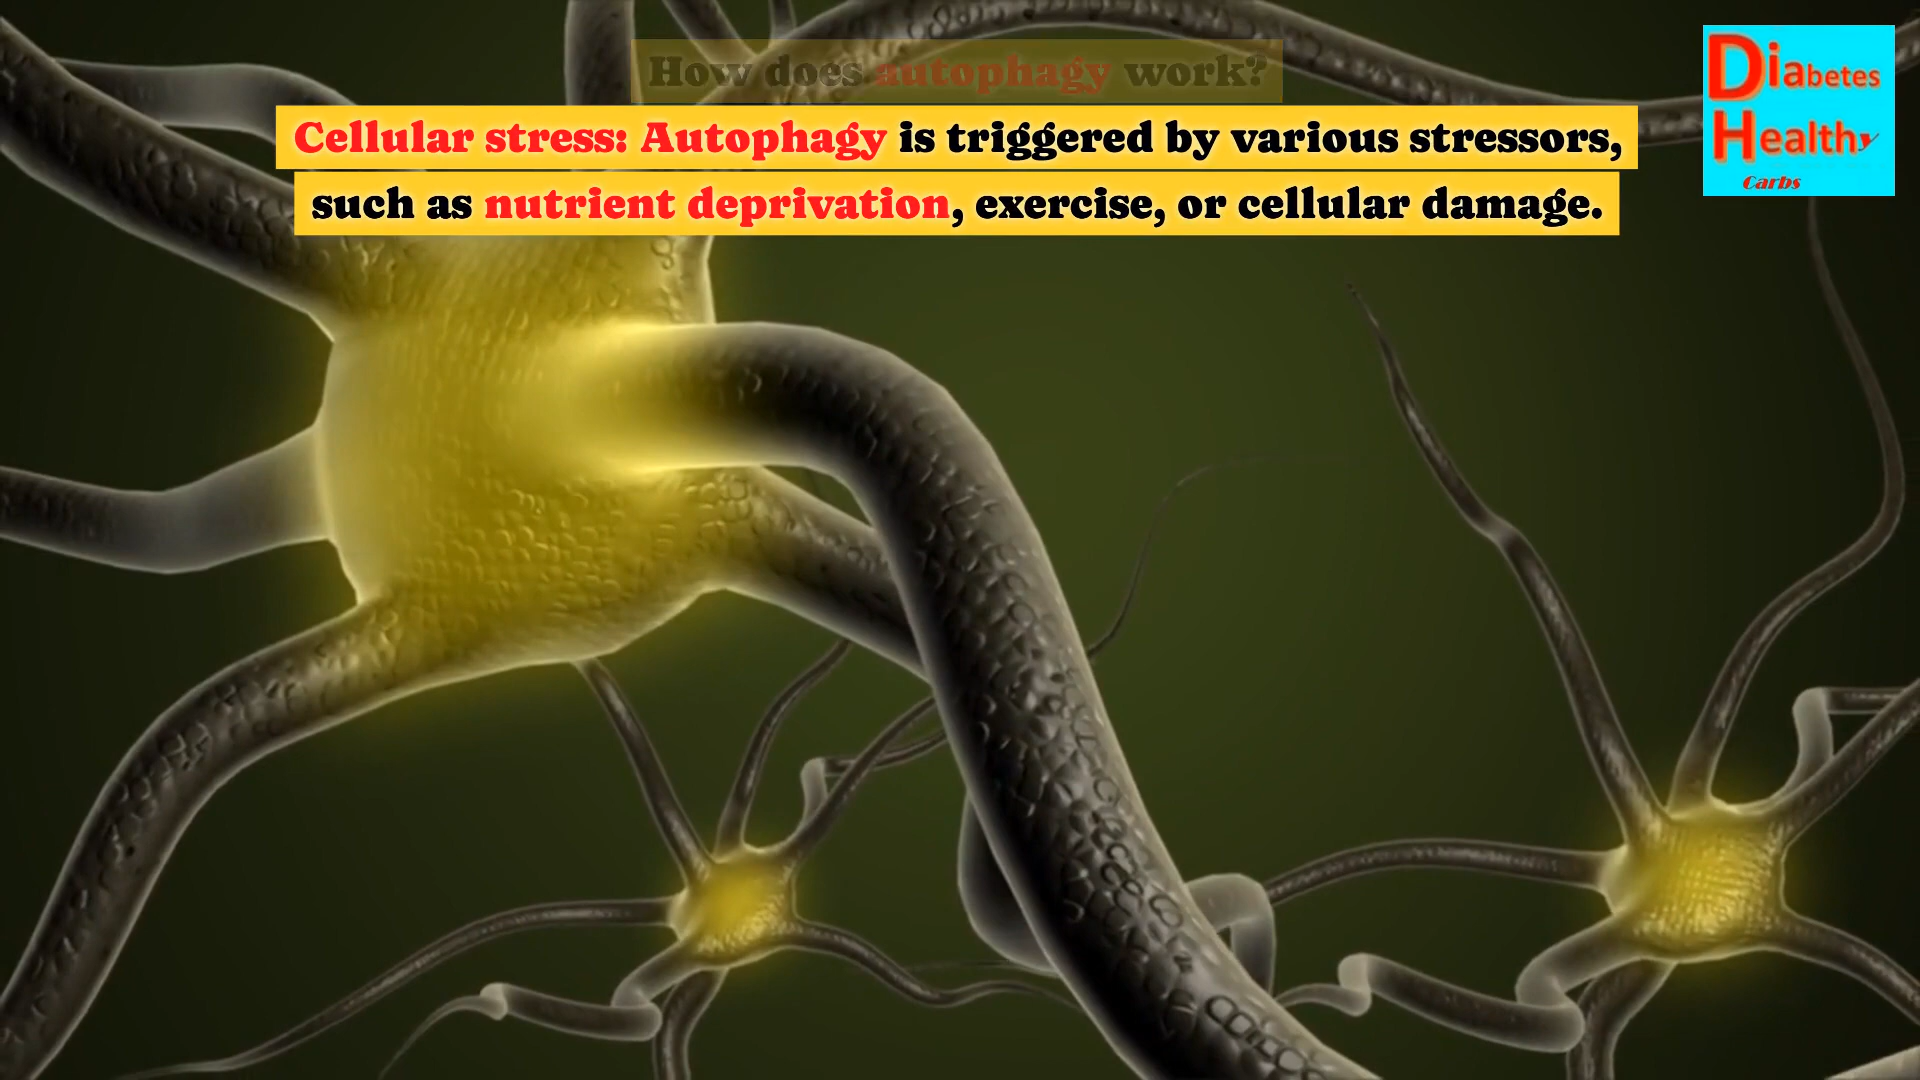 How does autophagy work?
Cellular stress: Autophagy is triggered by various stressors,
such as nutrient deprivation, exercise, or cellular damage.
Diabetes
Healthy
Carbs